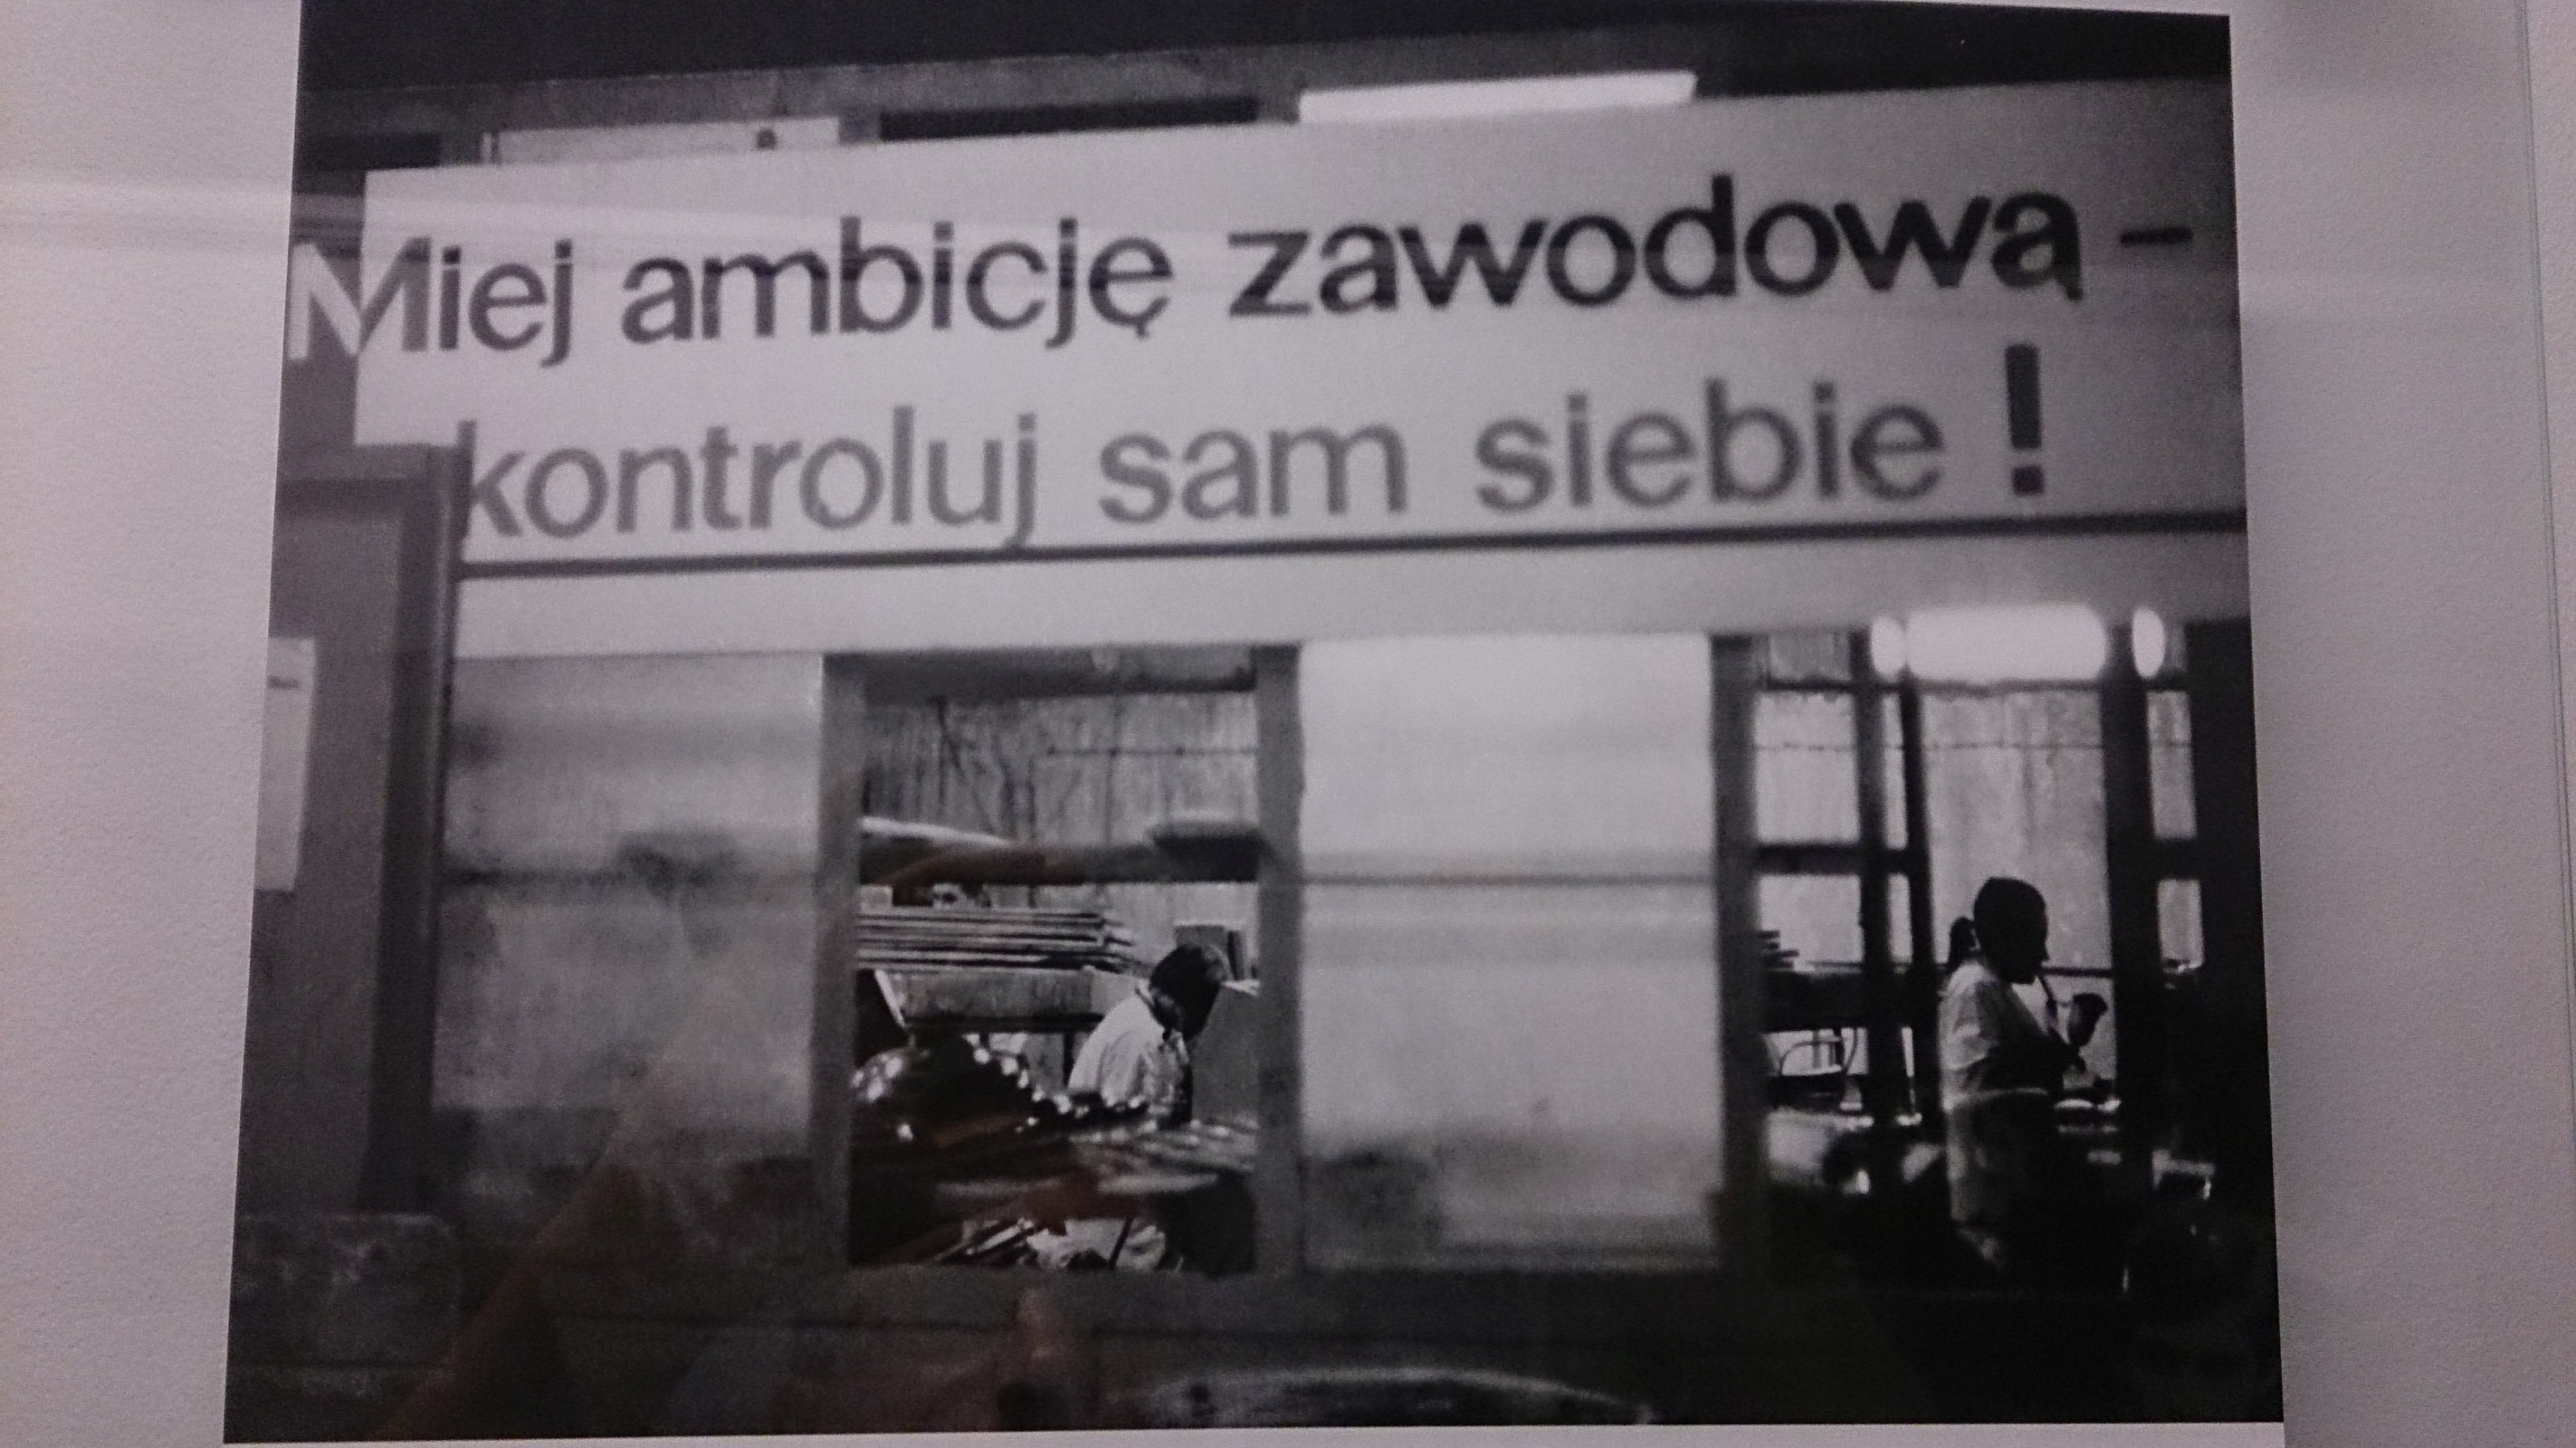 Miej ambicję zawodową –
kontroluj sam siebie !